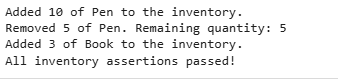 Added 10 of Pen to the inventory.
Removed 5 of Pen. Remaining quantity: 5
Added 3 of Book to the inventory.
All inventory assertions passed!